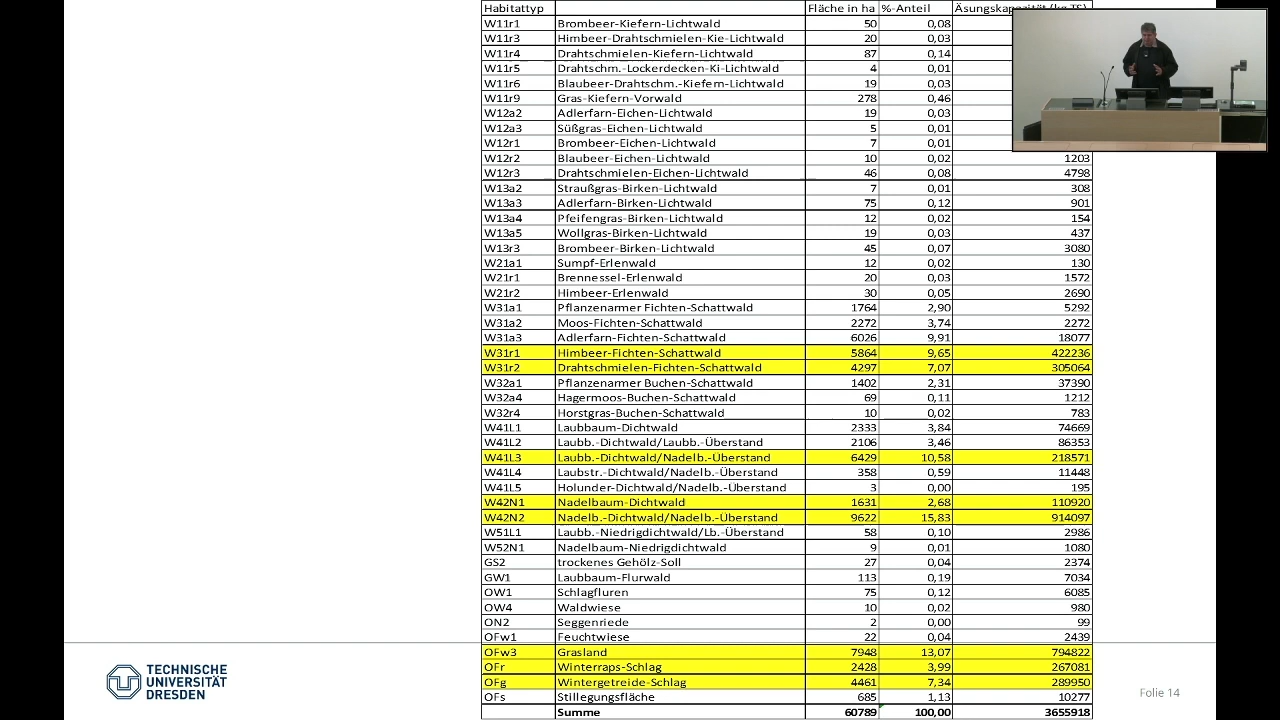 Habitattyp Fläche in ha %-Anteil Äsungskapazität (kg TS)
W11r1 Brombeer-Kiefern-Lichtwald 50 0,08
W11r3 Himbeer-Drahtschmielen-Kie-Lichtwald 20 0,03
W11r4 Drahtschmielen-Kiefern-Lichtwald 87 0,14
W11r5 Drahtschm.-Lockerdecken-Ki-Lichtwald 4 0,01
W11r6 Blaubeer-Drahtschm.-Kiefern-Lichtwald 19 0,03
W11r9 Gras-Kiefern-Vorwald 278 0,46
W12a2 Adlerfarn-Eichen-Lichtwald 19 0,03
W12a3 Süßgras-Eichen-Lichtwald 5 0,01
W12r1 Brombeer-Eichen-Lichtwald 7 0,01
W12r2 Blaubeer-Eichen-Lichtwald 10 0,02 1203
W12r3 Drahtschmielen-Eichen-Lichtwald 46 0,08 4798
W13a2 Straußgras-Birken-Lichtwald 7 0,01 308
W13a3 Adlerfarn-Birken-Lichtwald 75 0,12 901
W13a4 Pfeifengras-Birken-Lichtwald 12 0,02 154
W13a5 Wollgras-Birken-Lichtwald 19 0,03 437
W13r3 Brombeer-Birken-Lichtwald 45 0,07 3080
W21a1 Sumpf-Erlenwald 12 0,02 130
W21r1 Brennessel-Erlenwald 20 0,03 1572
W21r2 Himbeer-Erlenwald 30 0,05 2690
W31a1 Pflanzenarmer Fichten-Schattwald 1764 2,90 5292
W31a2 Moos-Fichten-Schattwald 2272 3,74 2272
W31a3 Adlerfarn-Fichten-Schattwald 6026 9,91 18077
W31r1 Himbeer-Fichten-Schattwald 5864 9,65 422236
W31r2 Drahtschmielen-Fichten-Schattwald 4297 7,07 305064
W32a1 Pflanzenarmer Buchen-Schattwald 1402 2,31 37390
W32a4 Hagermoos-Buchen-Schattwald 69 0,11 1212
W32r4 Horstgras-Buchen-Schattwald 10 0,02 783
W41L1 Laubbaum-Dichtwald 2333 3,84 74669
W41L2 Laubb.-Dichtwald/Laubb.-Überstand 2106 3,46 86353
W41L3 Laubb.-Dichtwald/Nadelb.-Überstand 6429 10,58 218571
W41L4 Laubstr.-Dichtwald/Nadelb.-Überstand 358 0,59 11448
W41L5 Holunder-Dichtwald/Nadelb.-Überstand 3 0,00 195
W42N1 Nadelbaum-Dichtwald 1631 2,68 110920
W42N2 Nadelb.-Dichtwald/Nadelb.-Überstand 9622 15,83 914097
W51L1 Laubb.-Niedrigdichtwald/Lb.-Überstand 58 0,10 2986
W52N1 Nadelbaum-Niedrigdichtwald 9 0,01 1080
GS2 trockenes Gehölz-Soll 27 0,04 2374
GW1 Laubbaum-Flurwald 113 0,19 7034
OW1 Schlagfluren 75 0,12 6085
OW4 Waldwiese 10 0,02 980
ON2 Seggenriede 2 0,00 99
OFw1 Feuchtwiese 22 0,04 2439
OFw3 Grasland 7948 13,07 794822
OFr Winterraps-Schlag 2428 3,99 267081
OFg Wintergetreide-Schlag 4461 7,34 289950
OFs Stillegungsfläche 685 1,13 10277
Summe 60789 100,00 3655918
TECHNISCHE
UNIVERSITÄT
DRESDEN
Folie 14